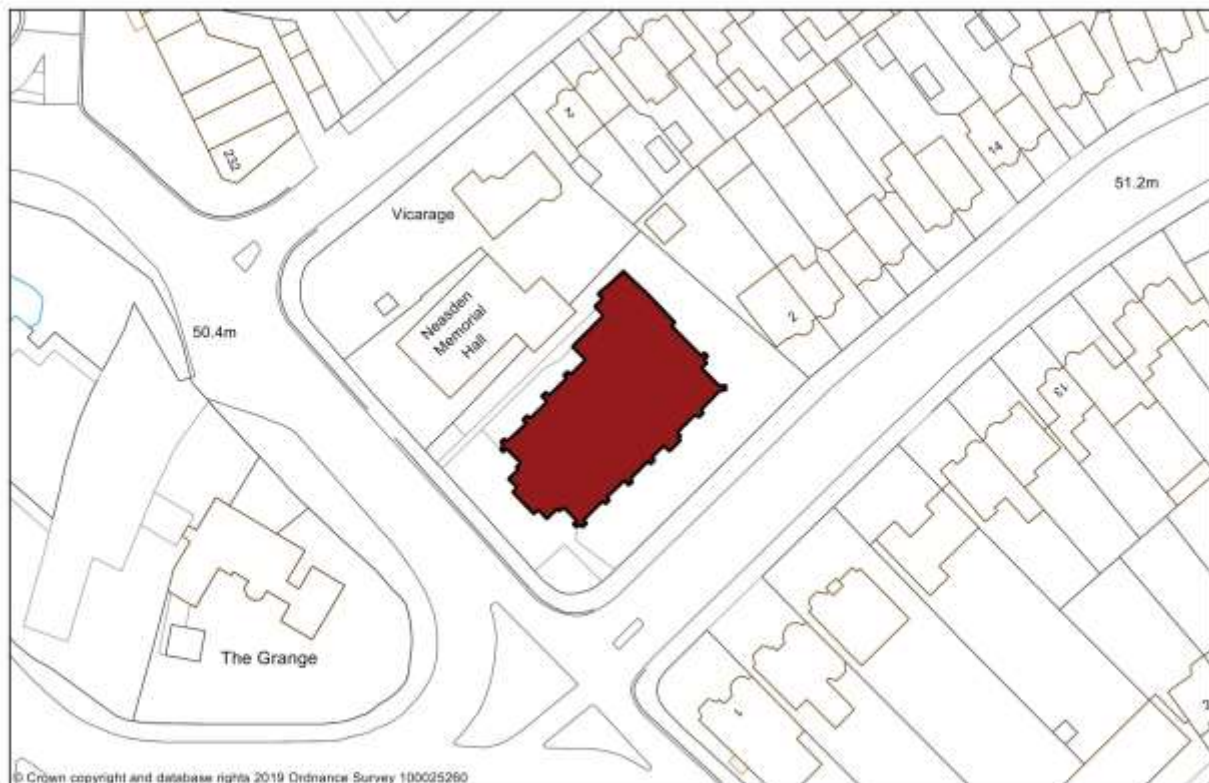 232
2
Vicarage
14
51.2m
Neasden
Memorial
Hall
50.4m
2
13
The Grange
1
© Crown copyright and database rights 2019 Ordnance Survey 100025260